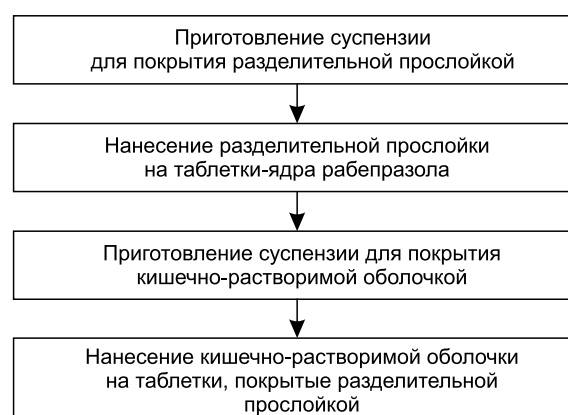 Приготовление суспензии
для покрытия разделительной прослойкой
Нанесение разделительной прослойки
на таблетки-ядра рабепразола
Приготовление суспензии для покрытия
кишечно-растворимой оболочкой
Нанесение кишечно-растворимой оболочки
на таблетки, покрытые разделительной
прослойкой